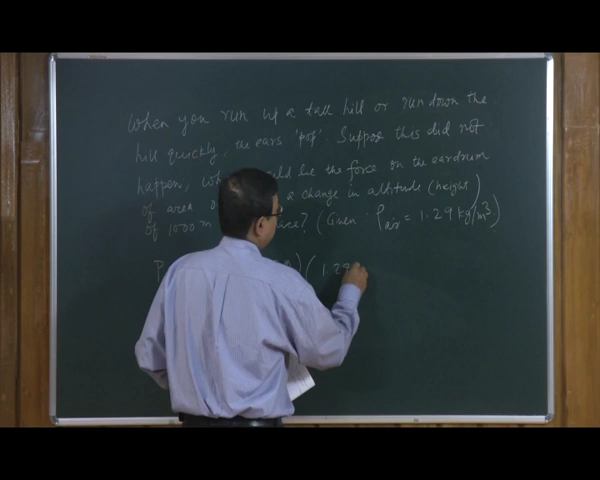 When you run up a tall hill or run down the
hill quickly, the ears 'pop'. Suppose this did not
happen, would be the force on the eardrum
of area a change in altitude (height)
of 1000 m place? (Given : ρair = 1.29 kg/m³)
P )(1.29